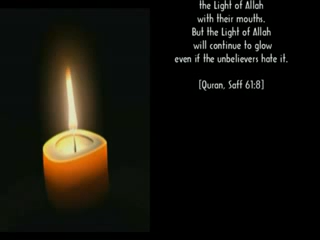 the Light of Allah
with their mouths.
But the Light of Allah
will continue to glow
even if the unbelievers hate it.
[Quran, Saff 61:8]